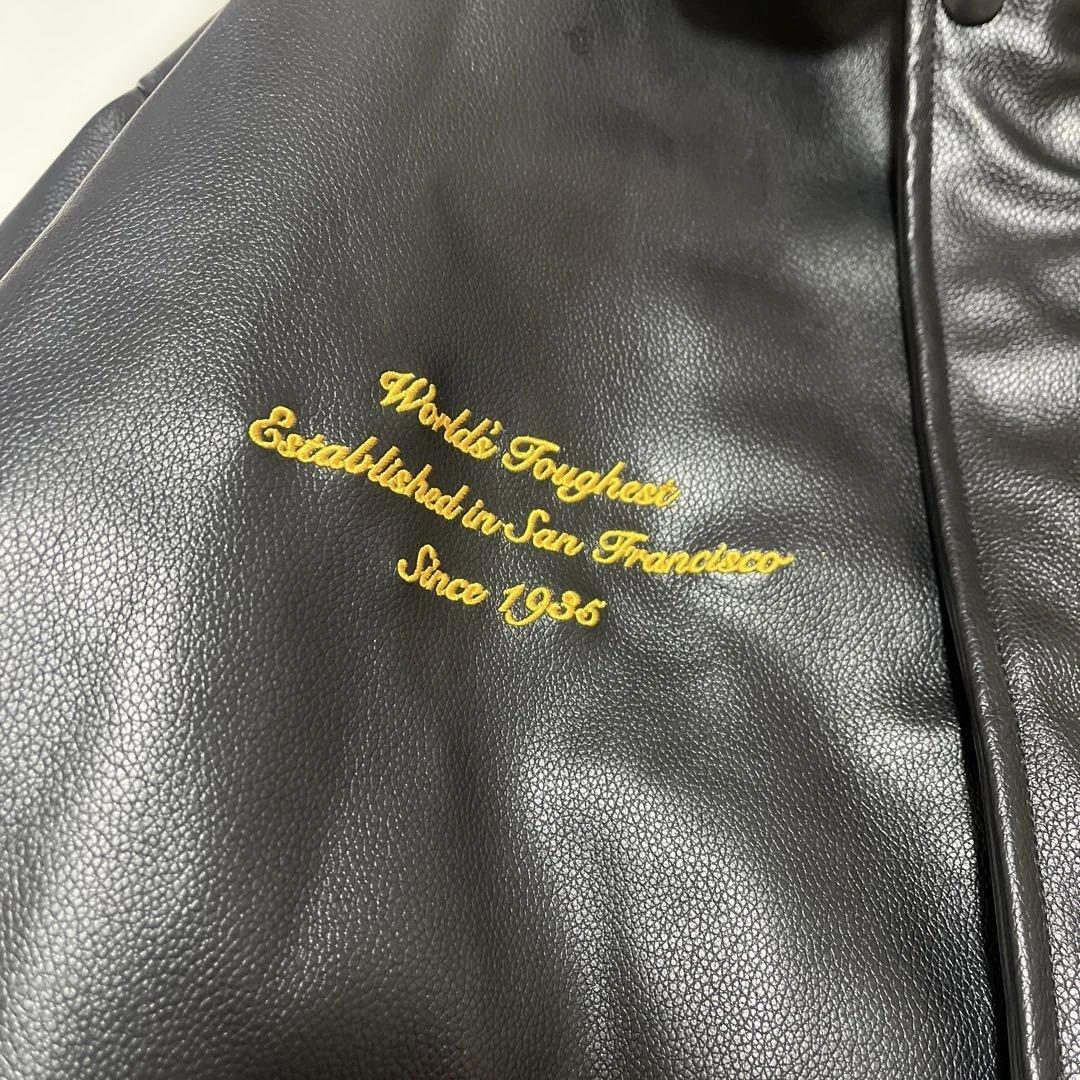 World's Toughest
Established in San Francisco
Since 1935